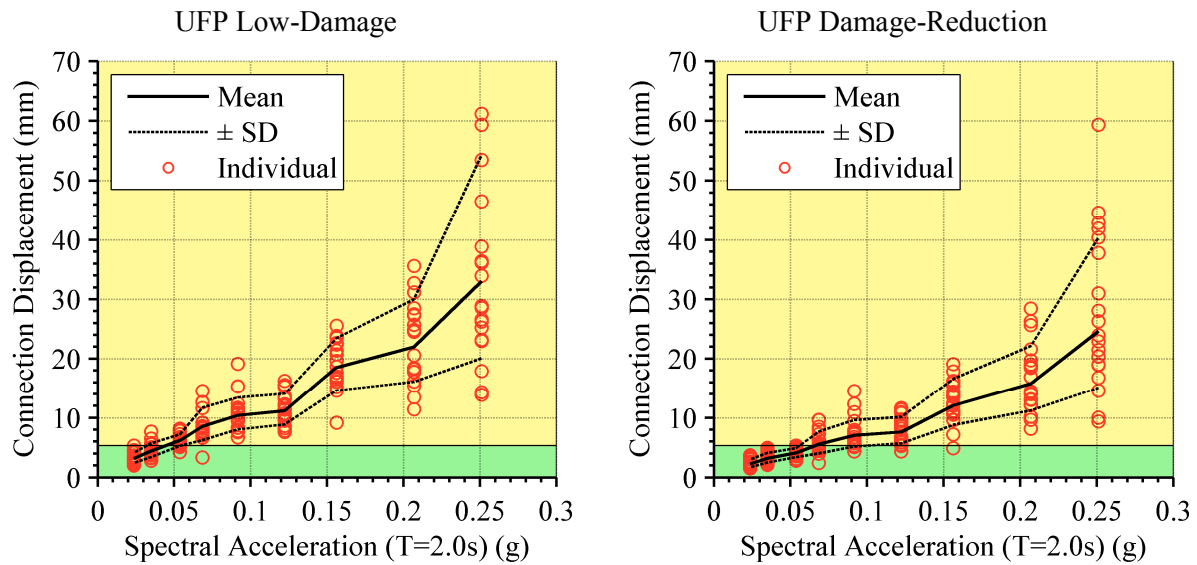 UFP Low-Damage
Connection Displacement (mm)
70
60
50
40
30
20
10
0
Mean
± SD
Individual
0 0.05 0.1 0.15 0.2 0.25 0.3
Spectral Acceleration (T=2.0s) (g)
UFP Damage-Reduction
Connection Displacement (mm)
70
60
50
40
30
20
10
0
Mean
± SD
Individual
0 0.05 0.1 0.15 0.2 0.25 0.3
Spectral Acceleration (T=2.0s) (g)